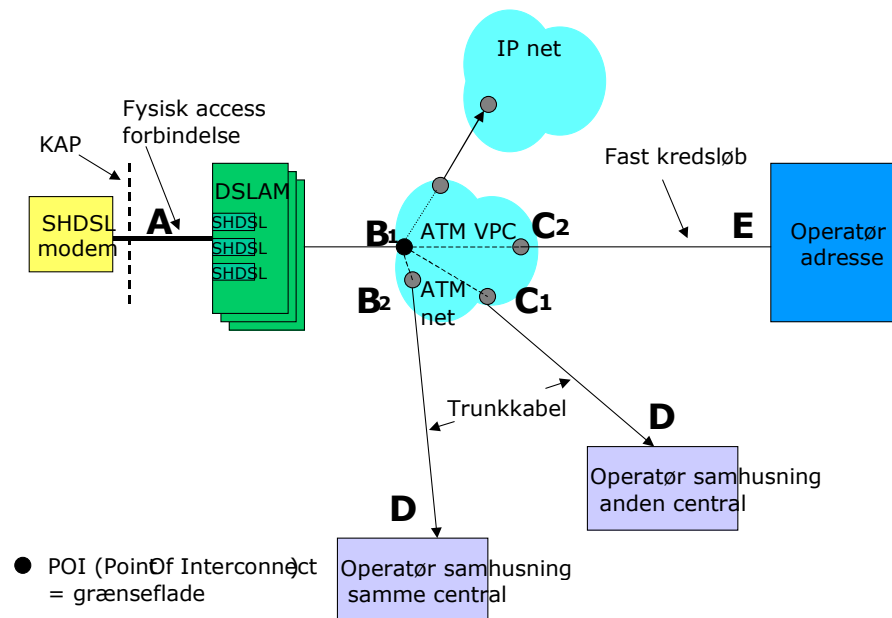 IP net
Fysisk access
forbindelse
KAP
Fast kredsløb
DSLAM
SHDSL
SHDSL
SHDSL
SHDSL
modem
A
B1
ATM VPC
C2
E
Operatør
adresse
B2
ATM
net
C1
Trunkkabel
D
Operatør samhusning
anden central
D
Operatør samhusning
samme central
POI (Point Of Interconnect)
= grænseflade